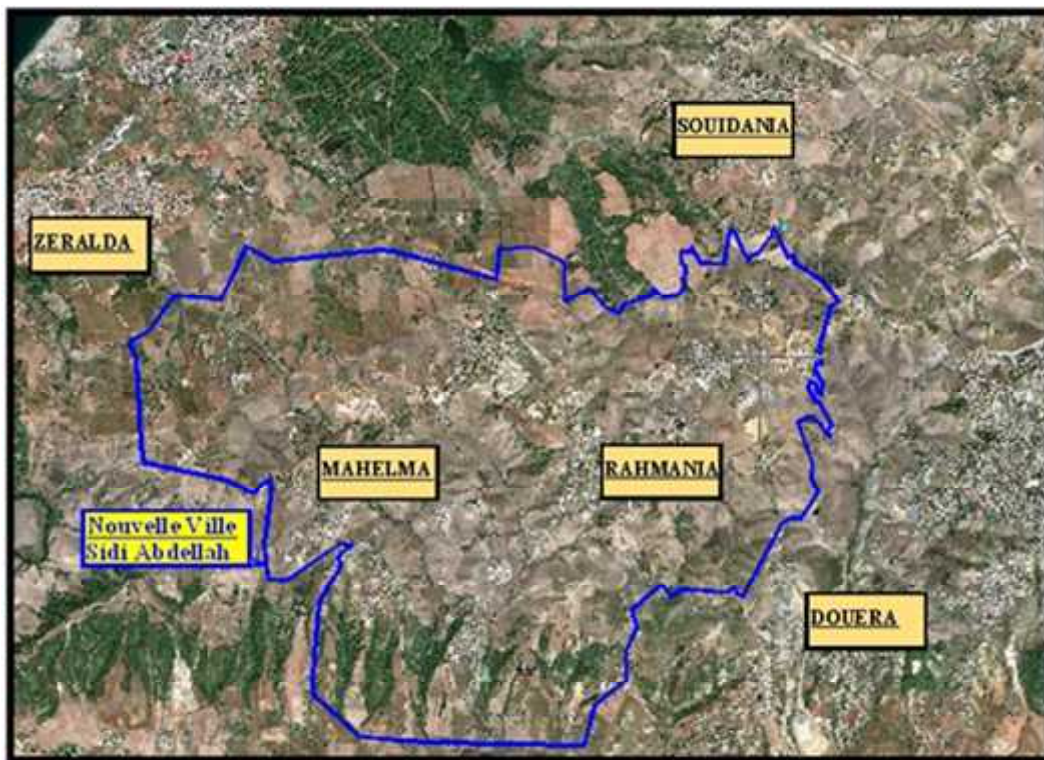 SOUIDANIA
ZERALDA
MAHELMA
RAHMANIA
Nouvelle Ville
Sidi Abdellah
DOUERA